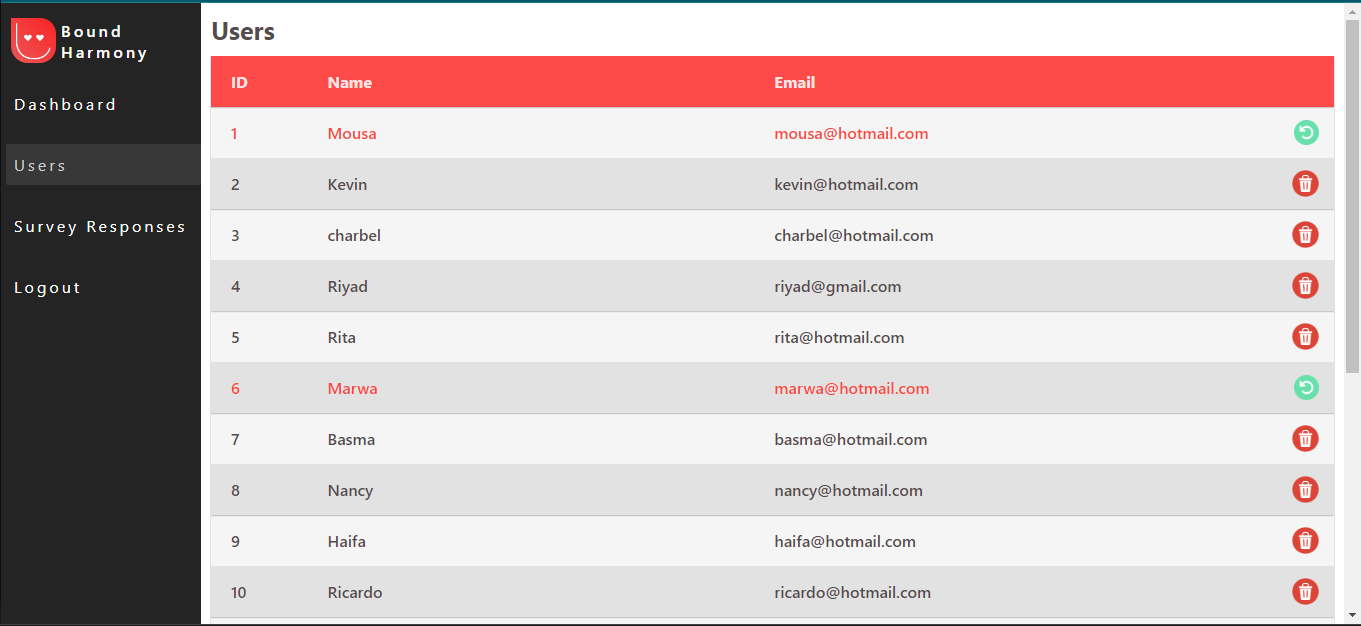 Bound
Harmony
Dashboard
Users
Survey Responses
Logout
Users
ID Name Email
1 Mousa mousa@hotmail.com
2 Kevin kevin@hotmail.com
3 charbel charbel@hotmail.com
4 Riyad riyad@gmail.com
5 Rita rita@hotmail.com
6 Marwa marwa@hotmail.com
7 Basma basma@hotmail.com
8 Nancy nancy@hotmail.com
9 Haifa haifa@hotmail.com
10 Ricardo ricardo@hotmail.com